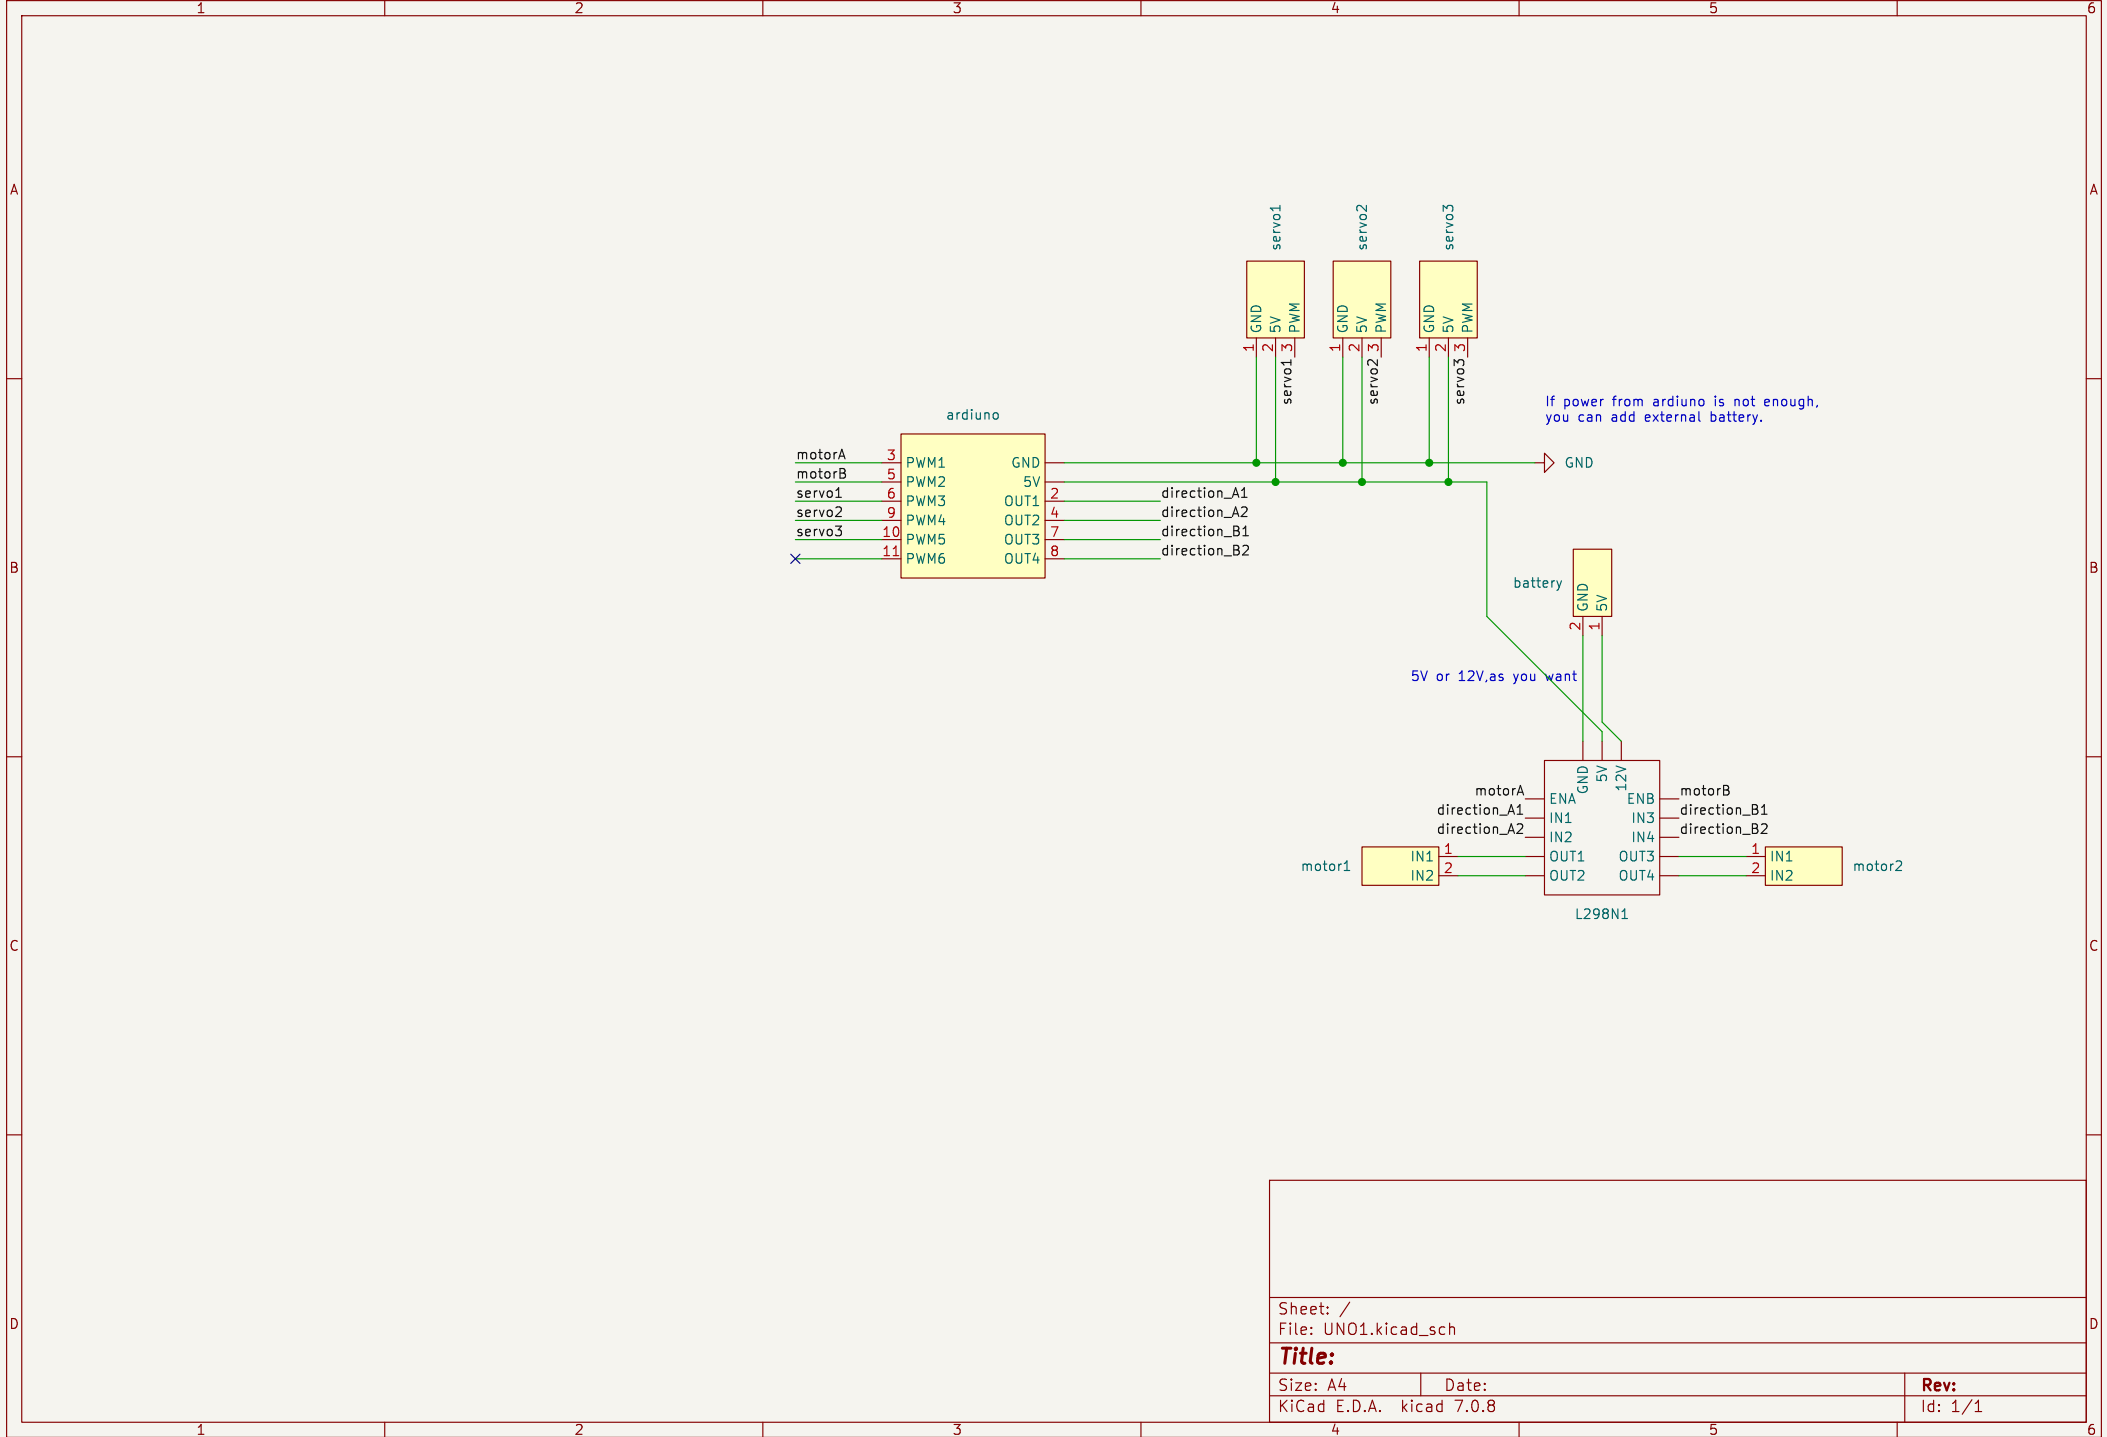 1 2 3 4 5 6
A A
servo1 servo2 servo3
GND 5V PWM GND 5V PWM GND 5V PWM
1 2 3 1 2 3 1 2 3
servo1 servo2 servo3
If power from ardiuno is not enough,
you can add external battery.
ardiuno
motorA 3 PWM1 GND GND
motorB 5 PWM2 5V
servo1 6 PWM3 OUT1 2 direction_A1
servo2 9 PWM4 OUT2 4 direction_A2
servo3 10 PWM5 OUT3 7 direction_B1
11 PWM6 OUT4 8 direction_B2
B B
battery GND 5V
2 1
5V or 12V,as you want
GND 5V 12V
motorA ENA ENB motorB
direction_A1 IN1 IN3 direction_B1
direction_A2 IN2 IN4 direction_B2
motor1 IN1 1 OUT1 OUT3 1 IN1 motor2
IN2 2 OUT2 OUT4 2 IN2
L298N1
C C
Sheet: /
File: UNO1.kicad_sch
D D
Title:
Size: A4 Date: Rev:
KiCad E.D.A. kicad 7.0.8 Id: 1/1
1 2 3 4 5 6